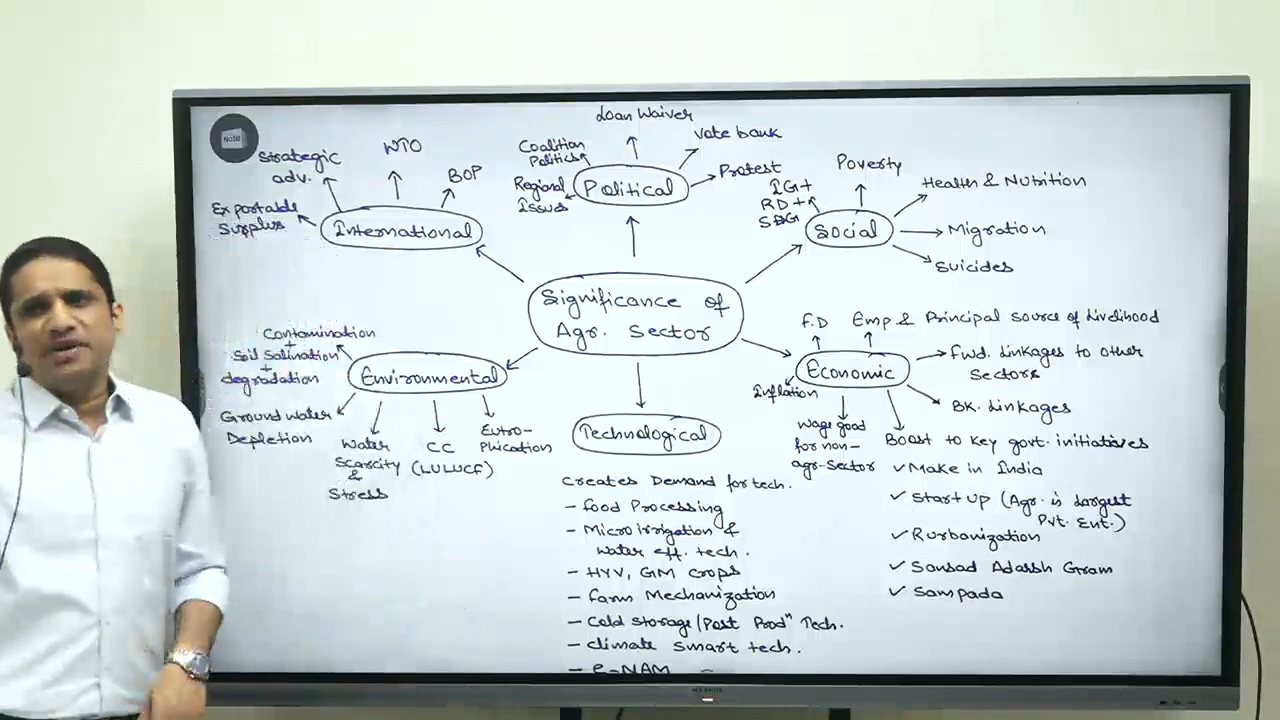 Note
Significance of
Agr. Sector
International
Exportable
Surplus
Strategic
adv.
WTO
BOP
Political
Regional
Issues
Coalition
Politics
Loan Waiver
Vote bank
Protest
Social
IG+
RD+
SDG
Poverty
Health & Nutrition
Migration
Suicides
Economic
Inflation
F.D
Emp & Principal source of Livelihood
Fwd. Linkages to other
Sectors
BK. Linkages
Wage good
for non-
agr-Sector
Boost to Key govt. initiatives
✓ Make in India
✓ Start up (Agr. is Largest
Pvt. Ent.)
✓ Rurbanization
✓ Sansad Adarsh Gram
✓ Sampada
Technological
Creates Demand for tech.
- Food Processing
- Micro irrigation &
Water eff. tech.
- HYV, GM Crops
- Farm Mechanization
- Cold storage/Post Prodⁿ Tech.
- Climate Smart tech.
- e-NAM
Environmental
Contamination
+
Soil Salination
+
degradation
Ground water
Depletion
Water
Scarcity
&
Stress
CC
(LULUCF)
Eutro-
Phication